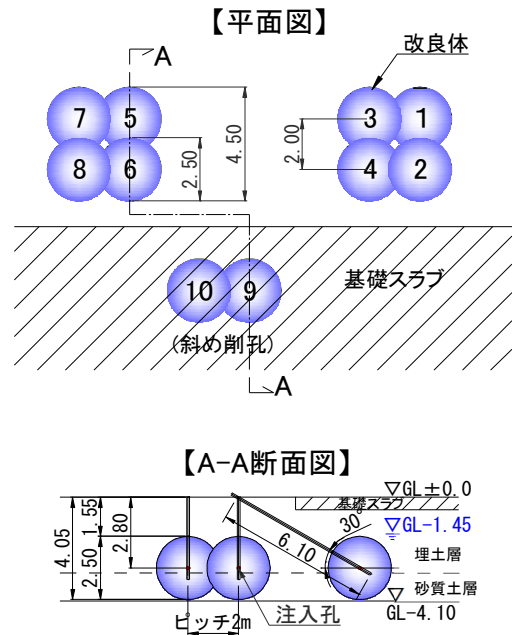 【平面図】
A
改良体
7
5
3
1
8
6
4
2
2.50
4.50
2.00
10
9
基礎スラブ
(斜め削孔)
A
【A-A断面図】
▽GL±0.0
基礎スラブ
▽GL-1.45
埋土層
砂質土層
▽
GL-4.10
4.05
1.55
2.50
2.80
6.10
30°
ピッチ2m
注入孔